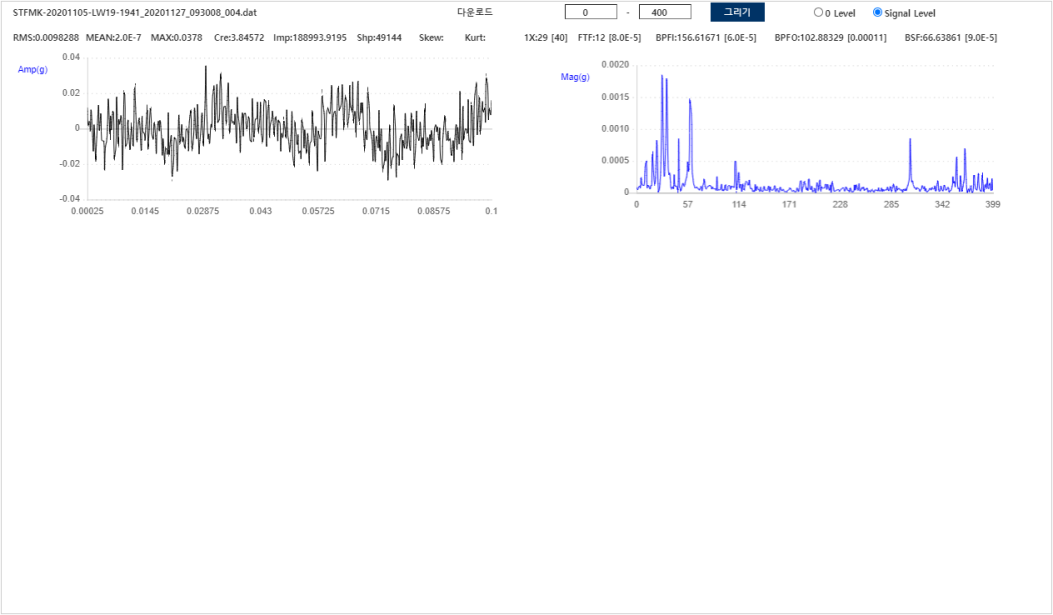 STFMK-20201105-LW19-1941_20201127_093008_004.dat 다운로드 0 - 400 그리기 0 Level Signal Level
RMS:0.0098288 MEAN:2.0E-7 MAX:0.0378 Cre:3.84572 Imp:188993.9195 Shp:49144 Skew: Kurt: 1X:29 [40] FTF:12 [8.0E-5] BPFI:156.61671 [6.0E-5] BPFO:102.88329 [0.00011] BSF:66.63861 [9.0E-5]
Amp(g)
0.04
0.02
0
-0.02
-0.04
0.00025 0.0145 0.02875 0.043 0.05725 0.0715 0.08575 0.1
Mag(g)
0.0020
0.0015
0.0010
0.0005
0
0 57 114 171 228 285 342 399